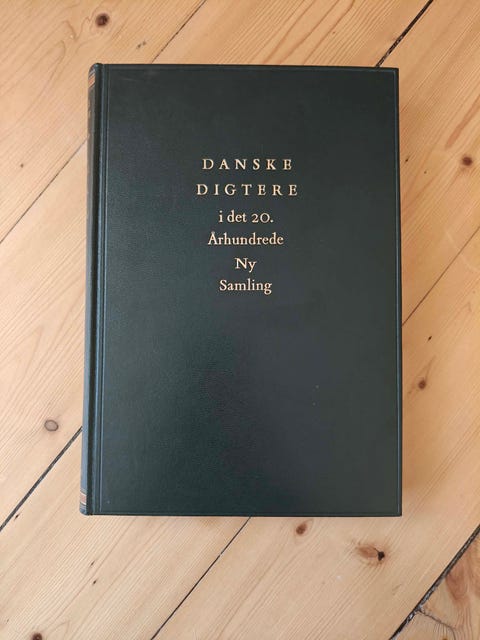 DANSKE
DIGTERE
i det 20.
Århundrede
Ny
Samling